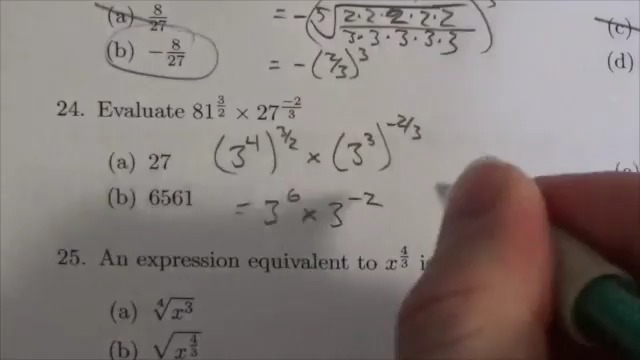 (a) 8/27
= -(⁵√(2·2·2·2·2 / 3·3·3·3·3))³
(c)
(b) -8/27
= -(2/3)³
(d)
24. Evaluate 81^(3/2) × 27^(-2/3)
(3⁴)^(3/2) × (3³)^(-2/3)
(a) 27
(b) 6561
= 3⁶ × 3⁻²
25. An expression equivalent to x^(4/3) i
(a) ⁴√x³
(b) √x^(4/3)